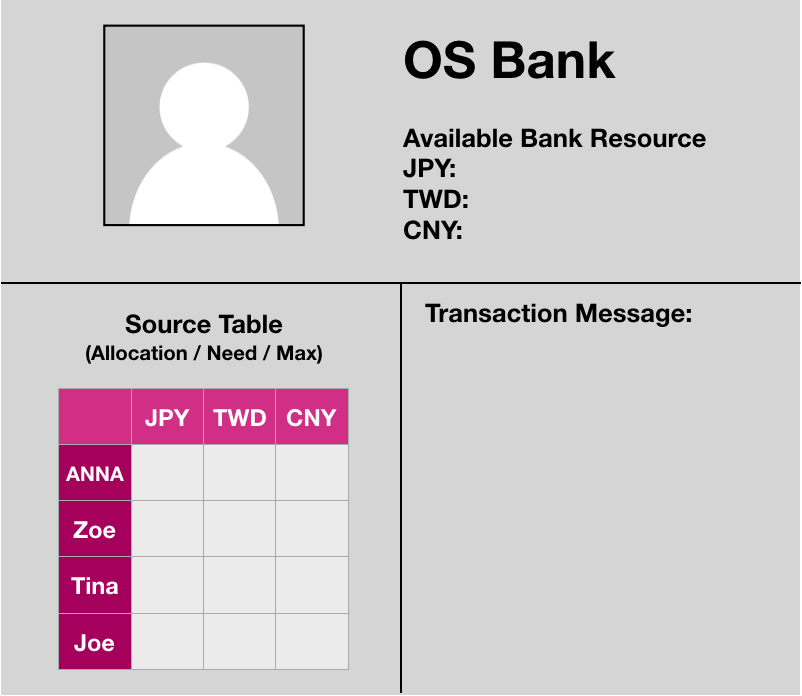 OS Bank
Available Bank Resource
JPY:
TWD:
CNY:
Source Table
(Allocation / Need / Max)
JPY TWD CNY
ANNA
Zoe
Tina
Joe
Transaction Message: